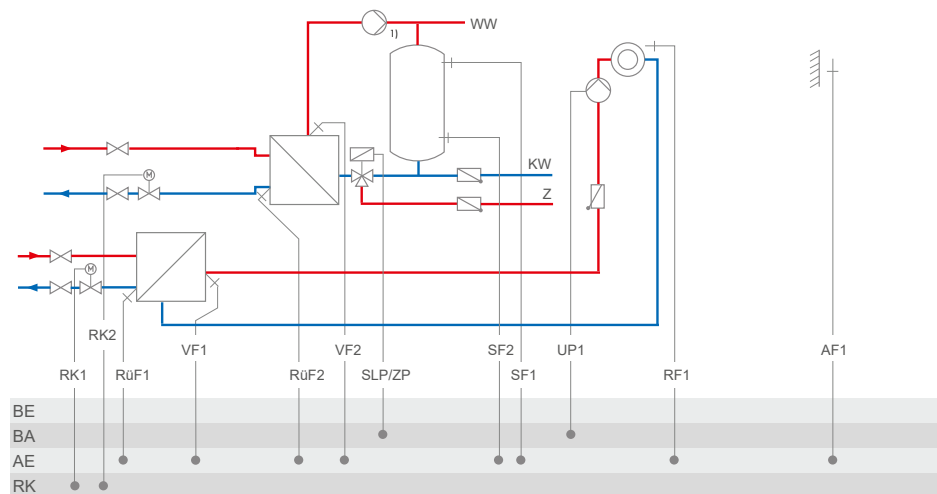 1)
WW
M
KW
Z
M
RK2
VF1
VF2
SF2
UP1
AF1
RK1
RüF1
RüF2
SLP/ZP
SF1
RF1
BE
BA
AE
RK